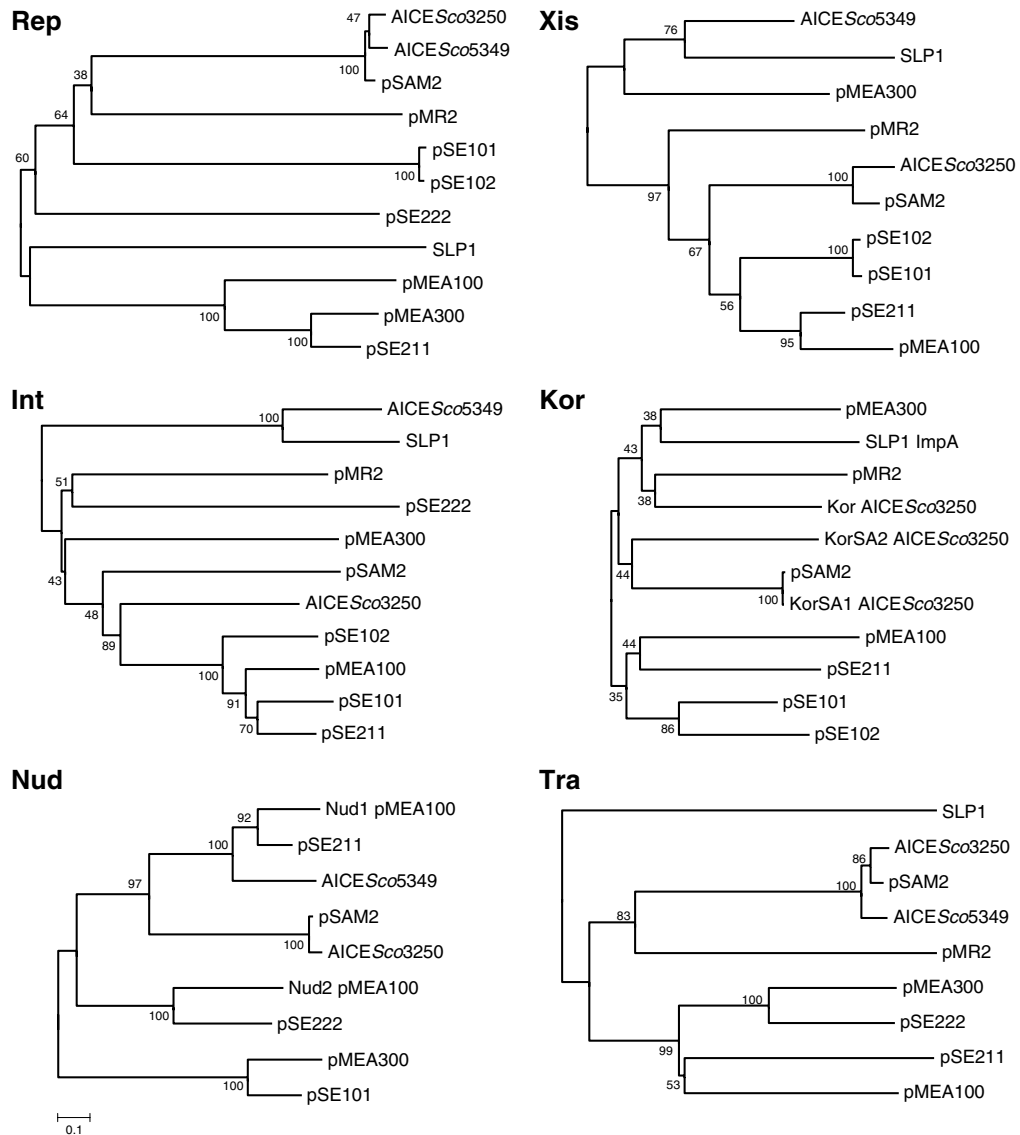 Rep
47
AICESco3250
AICESco5349
100
pSAM2
38
pMR2
64
pSE101
100
pSE102
60
pSE222
SLP1
pMEA100
100
pMEA300
100
pSE211
Xis
76
AICESco5349
SLP1
pMEA300
pMR2
97
AICESco3250
100
pSAM2
67
pSE102
100
pSE101
56
pSE211
95
pMEA100
Int
100
AICESco5349
SLP1
51
pMR2
pSE222
pMEA300
43
pSAM2
48
AICESco3250
89
pSE102
100
pMEA100
91
pSE101
70
pSE211
Kor
38
pMEA300
SLP1 ImpA
43
pMR2
38
Kor AICESco3250
KorSA2 AICESco3250
44
pSAM2
100
KorSA1 AICESco3250
44
pMEA100
pSE211
35
pSE101
86
pSE102
Nud
92
Nud1 pMEA100
pSE211
100
AICESco5349
97
pSAM2
100
AICESco3250
Nud2 pMEA100
100
pSE222
pMEA300
100
pSE101
0.1
Tra
SLP1
86
AICESco3250
pSAM2
100
AICESco5349
83
pMR2
pMEA300
100
pSE222
99
pSE211
53
pMEA100